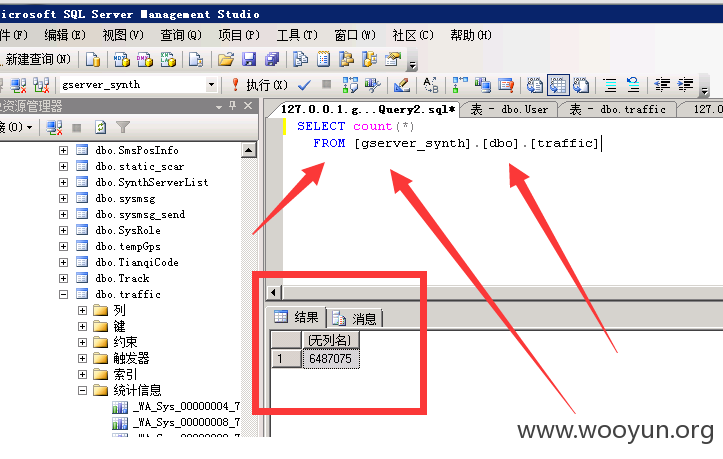 Microsoft SQL Server Management Studio
文件(F) 编辑(E) 视图(V) 查询(Q) 项目(P) 工具(T) 窗口(W) 社区(C) 帮助(H)
新建查询(N)
gserver_synth 执行(X)
资源管理器
127.0.0.1.g...Query2.sql* 表 - dbo.User 表 - dbo.traffic 127.0
接(O)
SELECT count(*)
FROM [gserver_synth].[dbo].[traffic]
dbo.SmsPosInfo
dbo.static_scar
dbo.SynthServerList
dbo.sysmsg
dbo.sysmsg_send
dbo.SysRole
dbo.tempGps
dbo.TianqiCode
dbo.Track
dbo.traffic
列
键
约束
触发器
索引
统计信息
_WA_Sys_00000004_7
_WA_Sys_00000008_7
结果 消息
(无列名)
1 6487075
www.wooyun.org